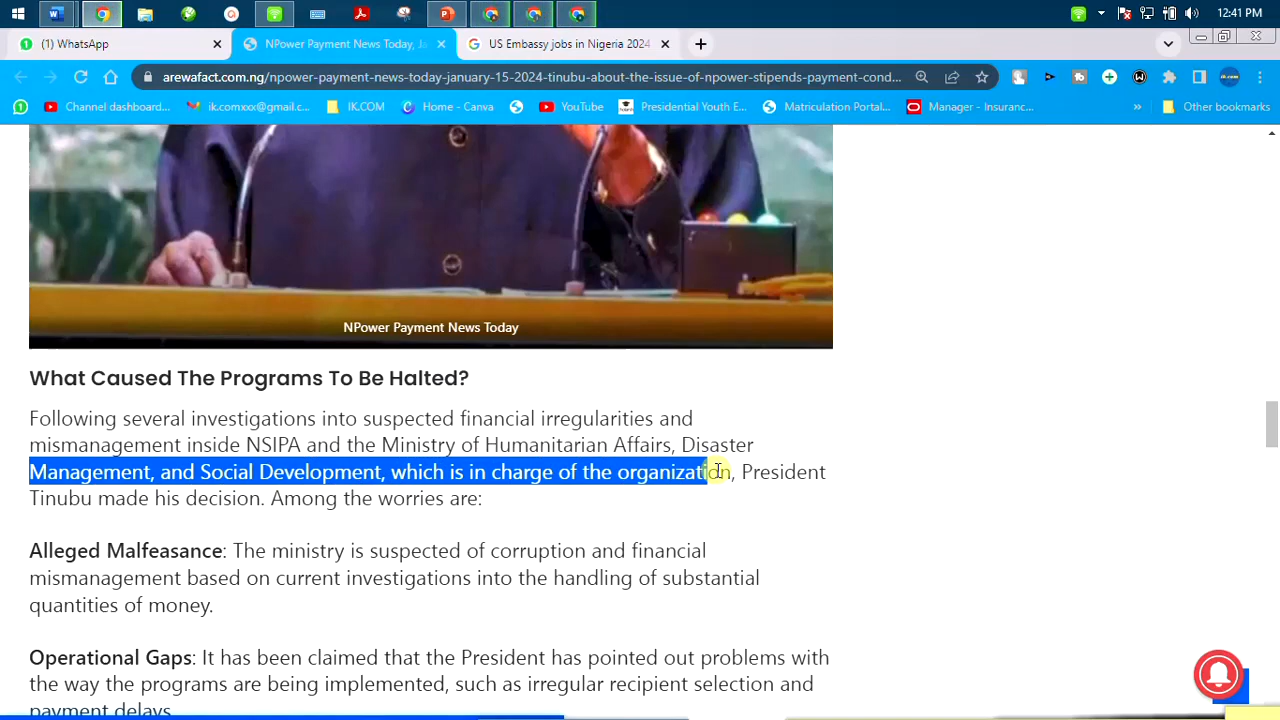 12:41 PM
(1) WhatsApp
NPower Payment News Today, Ja
US Embassy jobs in Nigeria 2024
arewafact.com.ng/npower-payment-news-today-january-15-2024-tinubu-about-the-issue-of-npower-stipends-payment-cond...
Channel dashboard...
ik.comxxx@gmail.c...
IK.COM
Home - Canva
YouTube
Presidential Youth E...
Matriculation Portal...
Manager - Insuranc...
»
Other bookmarks
NPower Payment News Today
What Caused The Programs To Be Halted?
Following several investigations into suspected financial irregularities and
mismanagement inside NSIPA and the Ministry of Humanitarian Affairs, Disaster
Management, and Social Development, which is in charge of the organization, President
Tinubu made his decision. Among the worries are:
Alleged Malfeasance: The ministry is suspected of corruption and financial
mismanagement based on current investigations into the handling of substantial
quantities of money.
Operational Gaps: It has been claimed that the President has pointed out problems with
the way the programs are being implemented, such as irregular recipient selection and
payment delays